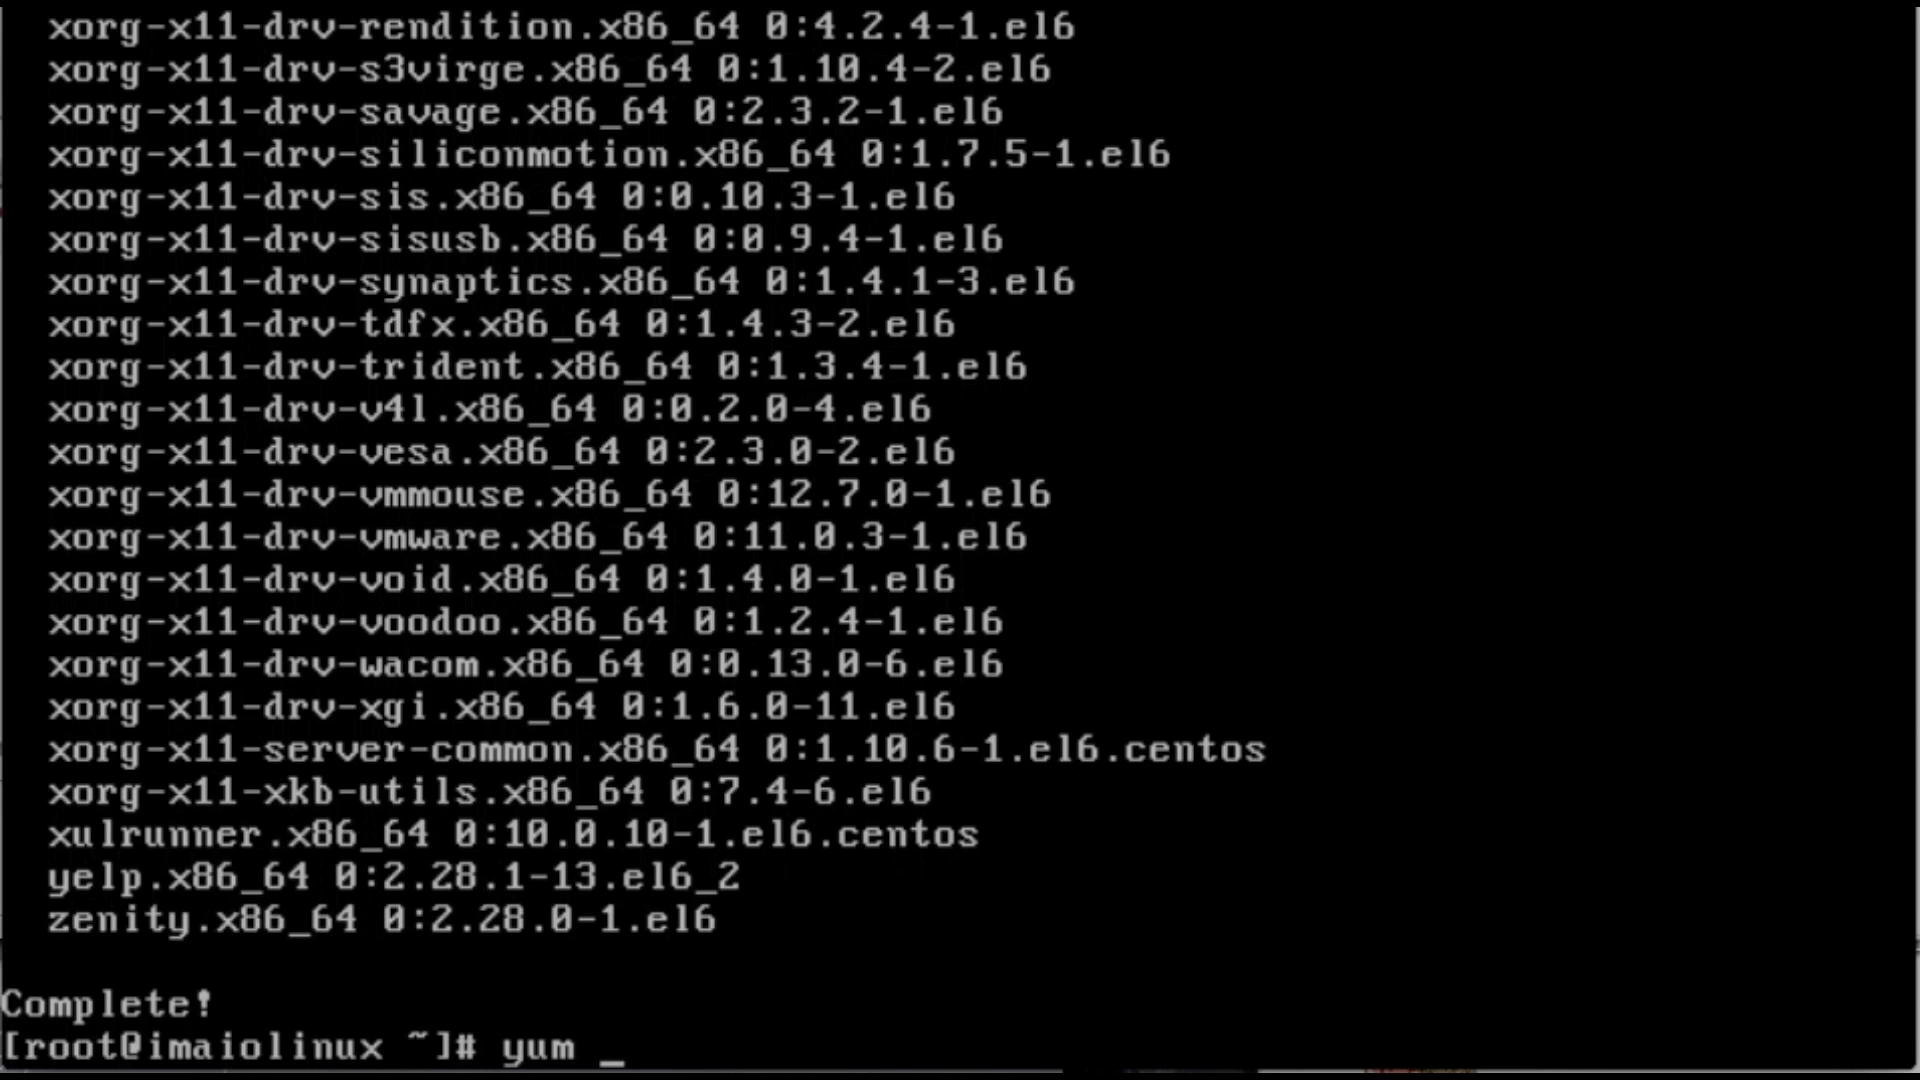 xorg-x11-drv-rendition.x86_64 0:4.2.4-1.el6
xorg-x11-drv-s3virge.x86_64 0:1.10.4-2.el6
xorg-x11-drv-savage.x86_64 0:2.3.2-1.el6
xorg-x11-drv-siliconmotion.x86_64 0:1.7.5-1.el6
xorg-x11-drv-sis.x86_64 0:0.10.3-1.el6
xorg-x11-drv-sisusb.x86_64 0:0.9.4-1.el6
xorg-x11-drv-synaptics.x86_64 0:1.4.1-3.el6
xorg-x11-drv-tdfx.x86_64 0:1.4.3-2.el6
xorg-x11-drv-trident.x86_64 0:1.3.4-1.el6
xorg-x11-drv-v4l.x86_64 0:0.2.0-4.el6
xorg-x11-drv-vesa.x86_64 0:2.3.0-2.el6
xorg-x11-drv-vmmouse.x86_64 0:12.7.0-1.el6
xorg-x11-drv-vmware.x86_64 0:11.0.3-1.el6
xorg-x11-drv-void.x86_64 0:1.4.0-1.el6
xorg-x11-drv-voodoo.x86_64 0:1.2.4-1.el6
xorg-x11-drv-wacom.x86_64 0:0.13.0-6.el6
xorg-x11-drv-xgi.x86_64 0:1.6.0-11.el6
xorg-x11-server-common.x86_64 0:1.10.6-1.el6.centos
xorg-x11-xkb-utils.x86_64 0:7.4-6.el6
xulrunner.x86_64 0:10.0.10-1.el6.centos
yelp.x86_64 0:2.28.1-13.el6_2
zenity.x86_64 0:2.28.0-1.el6
Complete!
[root@imaiolinux ~]# yum _